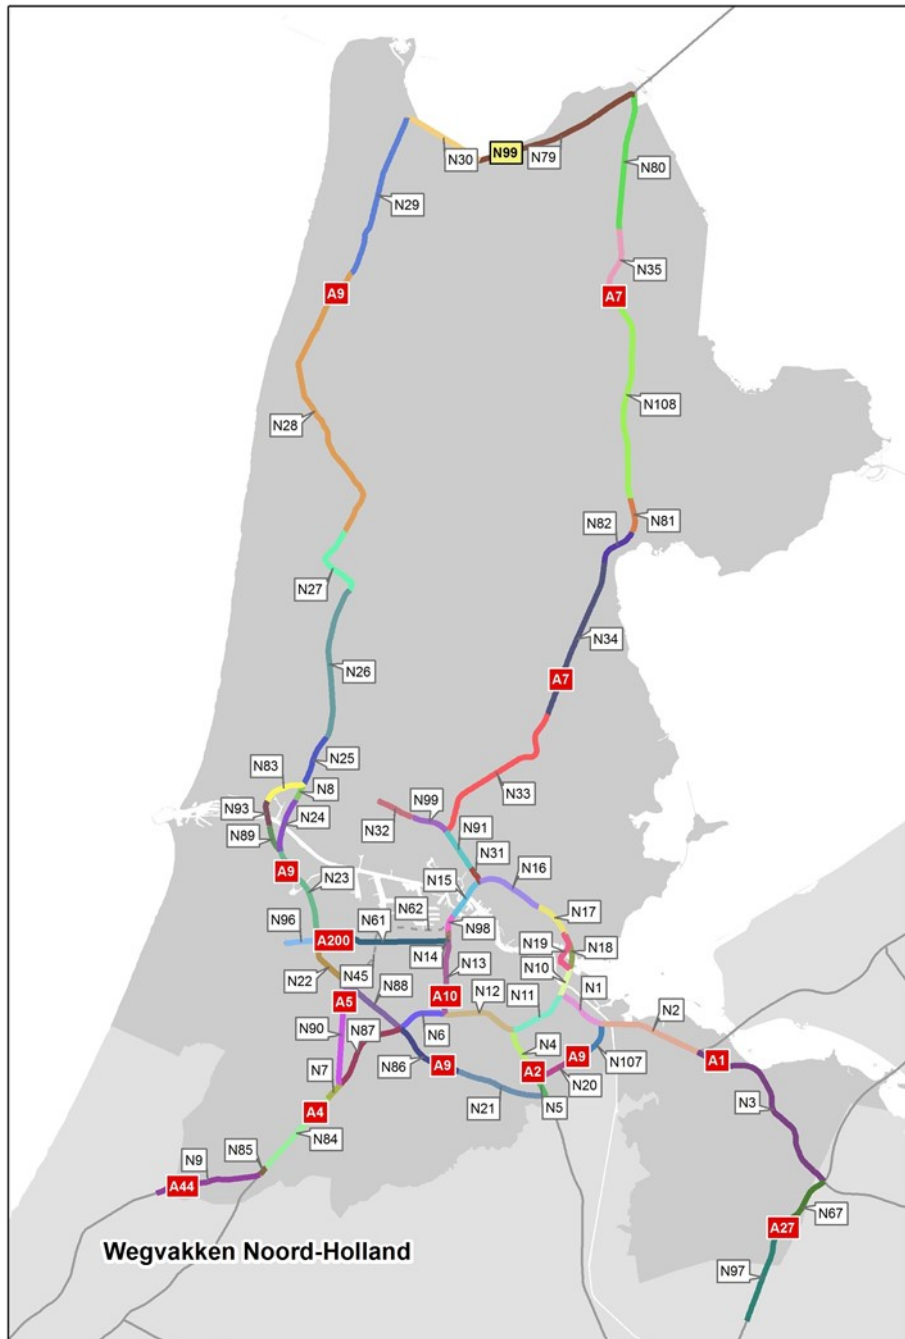 N30
N99
N79
N80
N29
N35
A9
A7
N108
N28
N82
N81
N27
N34
N26
A7
N25
N83
N8
N33
N93
N24
N99
N32
N91
N89
N31
N16
A9
N23
N15
N17
N61
N62
N96
A200
N98
N19
N18
N14
N10
N22
N45
N13
N88
N1
A5
A10
N12
N11
N2
N90
N87
N6
N4
A9
A1
N86
A9
A2
N107
N7
N20
N3
N21
N5
A4
N84
N85
N9
A44
N67
A27
Wegvakken Noord-Holland
N97